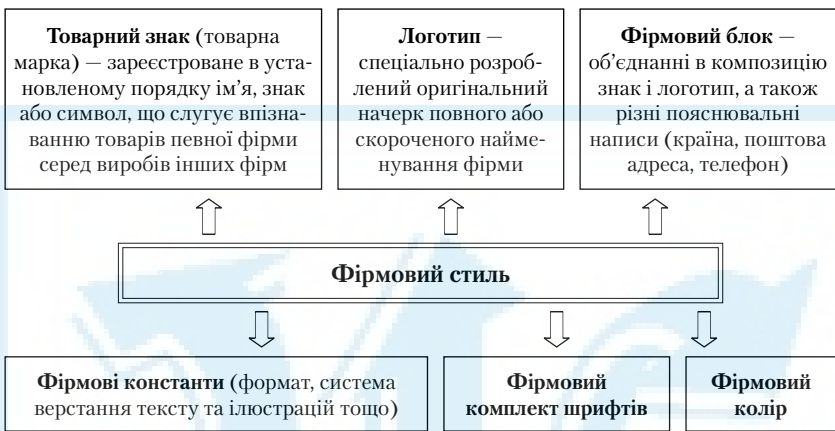 Товарний знак (товарна
марка) — зареєстроване в уста-
новленому порядку ім’я, знак
або символ, що слугує впізна-
ванню товарів певної фірми
серед виробів інших фірм
Логотип —
спеціально розроб-
лений оригінальний
начерк повного або
скороченого найме-
нування фірми
Фірмовий блок —
об’єднанні в композицію
знак і логотип, а також
різні пояснювальні
написи (країна, поштова
адреса, телефон)
Фірмовий стиль
Фірмові константи (формат, система
верстання тексту та ілюстрацій тощо)
Фірмовий
комплект шрифтів
Фірмовий
колір